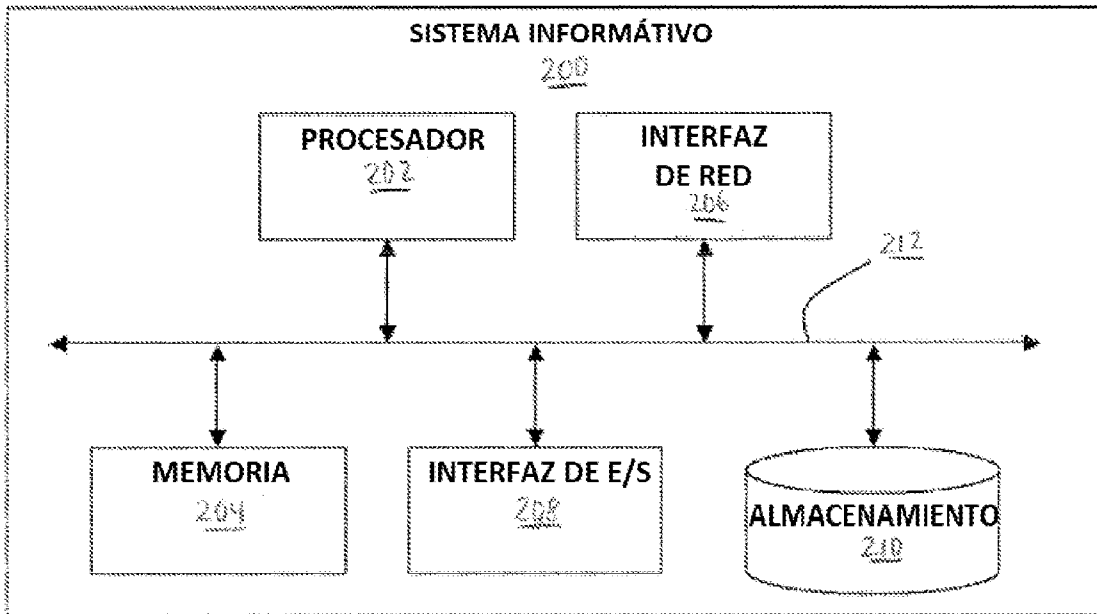 SISTEMA INFORMÁTIVO
200
PROCESADOR
202
INTERFAZ
DE RED
206
212
MEMORIA
204
INTERFAZ DE E/S
208
ALMACENAMIENTO
210